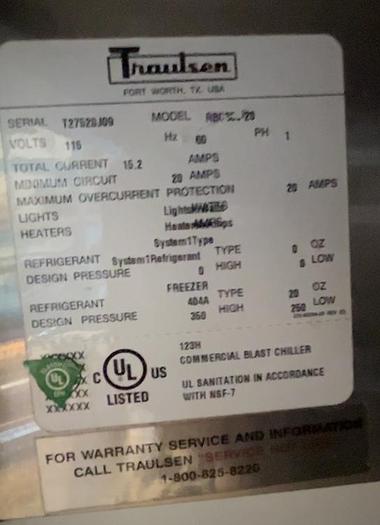 Traulsen
FORT WORTH, TX. USA
SERIAL T27528J09 MODEL
VOLTS 115 Hz 60 PH 1
TOTAL CURRENT 15.2 AMPS
MINIMUM CIRCUIT 20 AMPS
MAXIMUM OVERCURRENT PROTECTION 20 AMPS
LIGHTS
HEATERS
System1Type
REFRIGERANT System1Refrigerant TYPE 0 OZ
DESIGN PRESSURE 0 HIGH 0 LOW
FREEZER
REFRIGERANT 404A TYPE 20 OZ
DESIGN PRESSURE 350 HIGH 250 LOW
123H
COMMERCIAL BLAST CHILLER
C UL US
LISTED
UL
UL SANITATION IN ACCORDANCE
WITH NSF-7
XXXXXX
FOR WARRANTY SERVICE AND INFORMATION
CALL TRAULSEN "SERVICE
1-800-825-8220